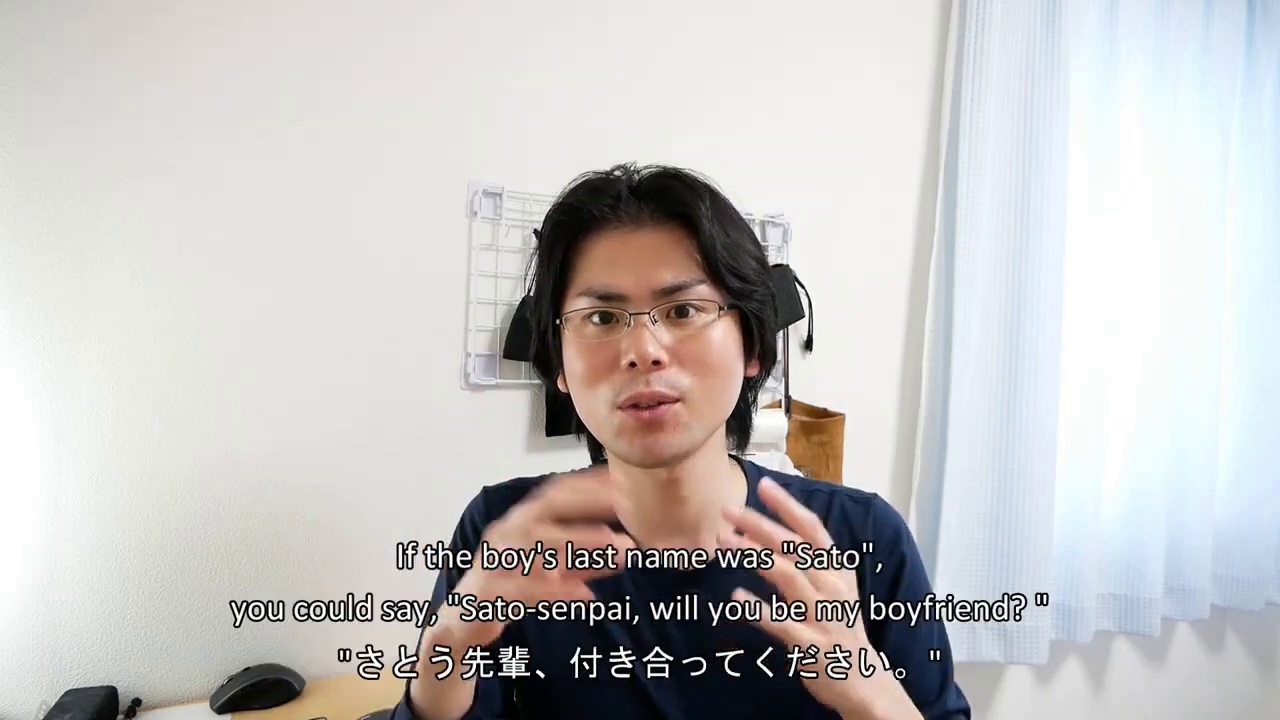 If the boy's last name was "Sato",
you could say, "Sato-senpai, will you be my boyfriend? "
"さとう先輩、付き合ってください。"